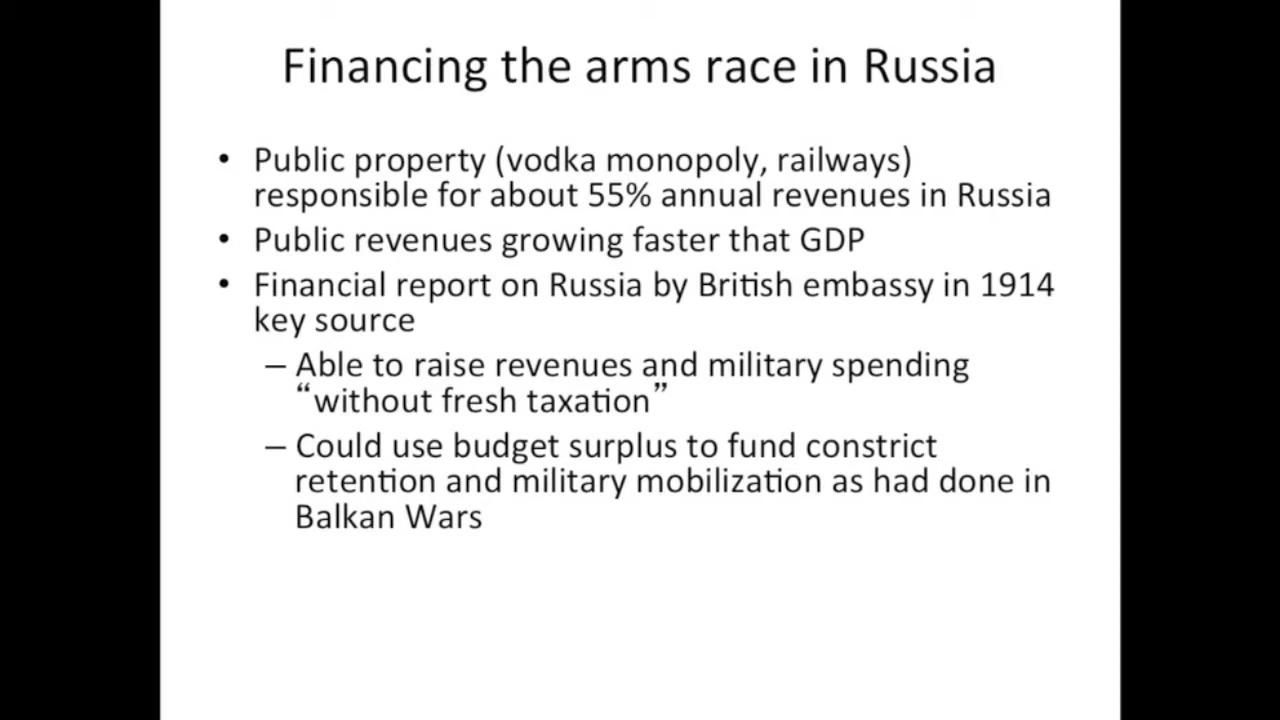 Financing the arms race in Russia
• Public property (vodka monopoly, railways)
responsible for about 55% annual revenues in Russia
• Public revenues growing faster that GDP
• Financial report on Russia by British embassy in 1914
key source
– Able to raise revenues and military spending
“without fresh taxation”
– Could use budget surplus to fund constrict
retention and military mobilization as had done in
Balkan Wars